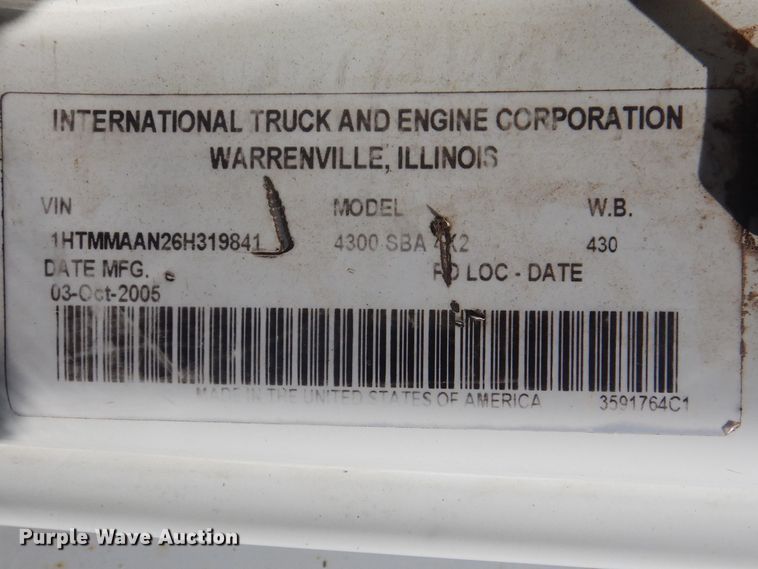 INTERNATIONAL TRUCK AND ENGINE CORPORATION
WARRENVILLE, ILLINOIS
VIN MODEL W.B.
1HTMMAAN26H319841 4300 SBA 4X2 430
DATE MFG. PD LOC - DATE
03-Oct-2005
MADE IN THE UNITED STATES OF AMERICA 3591764C1
Purple Wave Auction